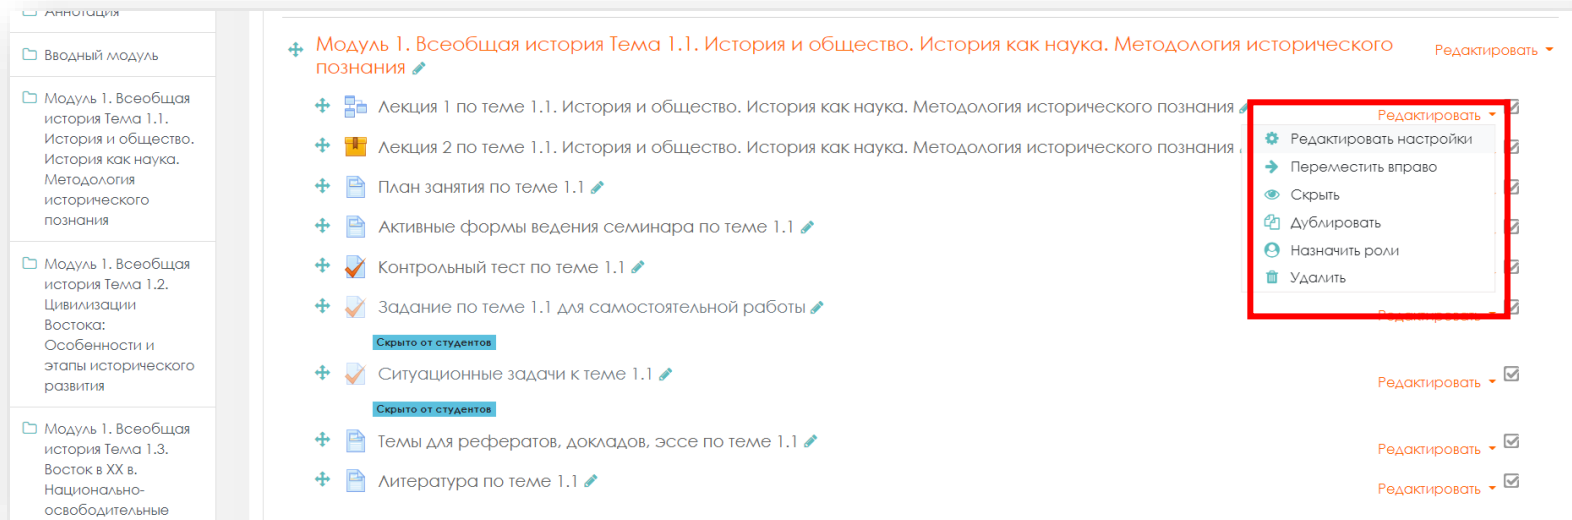 Аннотация
Вводный модуль
Модуль 1. Всеобщая
история Тема 1.1.
История и общество.
История как наука.
Методология
исторического
познания
Модуль 1. Всеобщая
история Тема 1.2.
Цивилизации
Востока:
Особенности и
этапы исторического
развития
Модуль 1. Всеобщая
история Тема 1.3.
Восток в XX в.
Национально-
освободительные
Модуль 1. Всеобщая история Тема 1.1. История и общество. История как наука. Методология исторического
познания
Редактировать
Лекция 1 по теме 1.1. История и общество. История как наука. Методология исторического познания
Редактировать
Лекция 2 по теме 1.1. История и общество. История как наука. Методология исторического познания
План занятия по теме 1.1
Активные формы ведения семинара по теме 1.1
Контрольный тест по теме 1.1
Задание по теме 1.1 для самостоятельной работы
Редактировать
Скрыто от студентов
Ситуационные задачи к теме 1.1
Редактировать
Скрыто от студентов
Темы для рефератов, докладов, эссе по теме 1.1
Редактировать
Литература по теме 1.1
Редактировать
Редактировать настройки
Переместить вправо
Скрыть
Дублировать
Назначить роли
Удалить